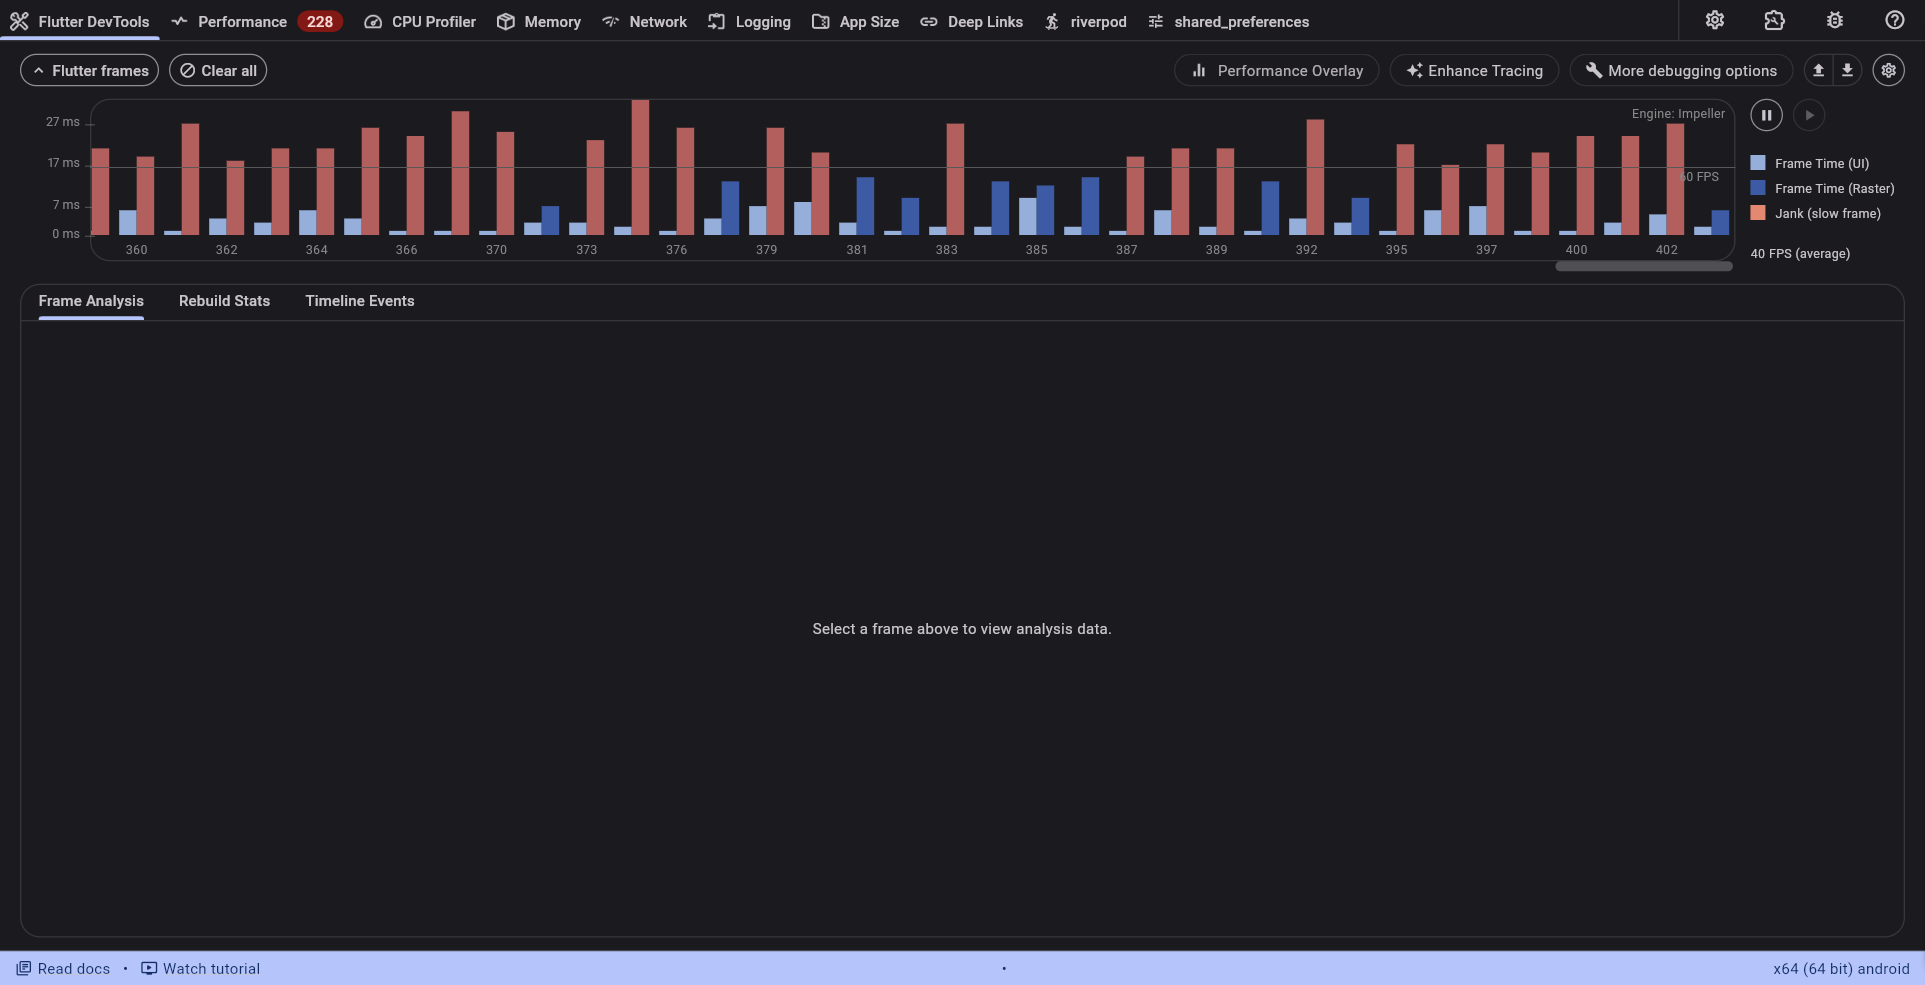 Flutter DevTools Performance 228 CPU Profiler Memory Network Logging App Size Deep Links riverpod shared_preferences
Flutter frames Clear all Performance Overlay Enhance Tracing More debugging options
Engine: Impeller
27 ms
17 ms
7 ms
0 ms
60 FPS
360 362 364 366 370 373 376 379 381 383 385 387 389 392 395 397 400 402
Frame Time (UI)
Frame Time (Raster)
Jank (slow frame)
40 FPS (average)
Frame Analysis Rebuild Stats Timeline Events
Select a frame above to view analysis data.
Read docs • Watch tutorial • x64 (64 bit) android